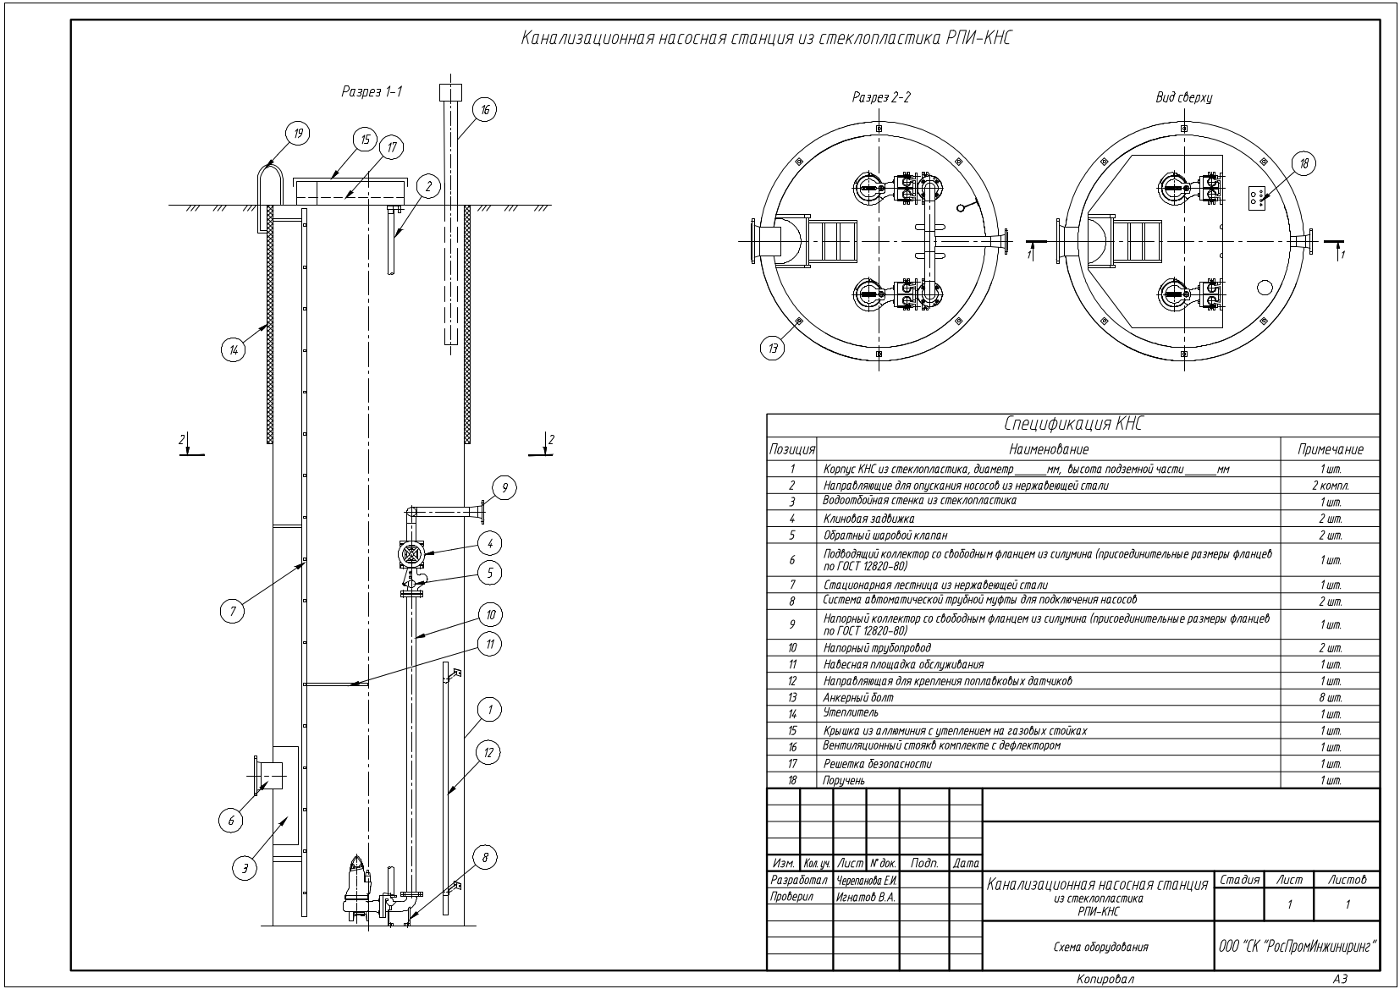 Канализационная насосная станция из стеклопластика РПИ-КНС
Разрез 1-1
Разрез 2-2
Вид сверху
16
19
15
17
2
18
1
1
14
13
2
2
9
4
5
7
10
11
1
12
6
3
8
Спецификация КНС
Позиция Наименование Примечание
1 Корпус КНС из стеклопластика, диаметр _____мм, высота подземной части _____ мм 1 шт.
2 Направляющие для опускания нососов из нержавеющей стали 2 компл.
3 Водоотбойная стенка из стеклопластика 1 шт.
4 Клиновая задвижка 2 шт.
5 Обратный шаровой клапан 2 шт.
6 Подводящий коллектор со свободным фланцем из силумина (присоединительные размеры фланцев
по ГОСТ 12820-80) 1 шт.
7 Стационарная лестница из нержавеющей стали 1 шт.
8 Система автоматической трубной муфты для подключения насосов 2 шт.
9 Напорный коллектор со свободным фланцем из силумина (присоединительные размеры фланцев
по ГОСТ 12820-80) 1 шт.
10 Напорный трубопровод 2 шт.
11 Навесная площадка обслуживания 1 шт.
12 Направляющая для крепления поплавковых датчиков 1 шт.
13 Анкерный болт 8 шт.
14 Утеплитель 1 шт.
15 Крышка из аллюминия с утеплением на газовых стойках 1 шт.
16 Вентиляционный стоякв комплекте с дефлектором 1 шт.
17 Решетка безопасности 1 шт.
18 Поручень 1 шт.
Изм. Кол. уч. Лист № док. Подп. Дата
Разработал Черепанова Е.И.
Проверил Игнатов В.А.
Канализационная насосная станция
из стеклопластика
РПИ-КНС
Стадия Лист Листов
1 1
Схема оборудования
ООО "СК "РосПромИнжиниринг"
Копировал А3